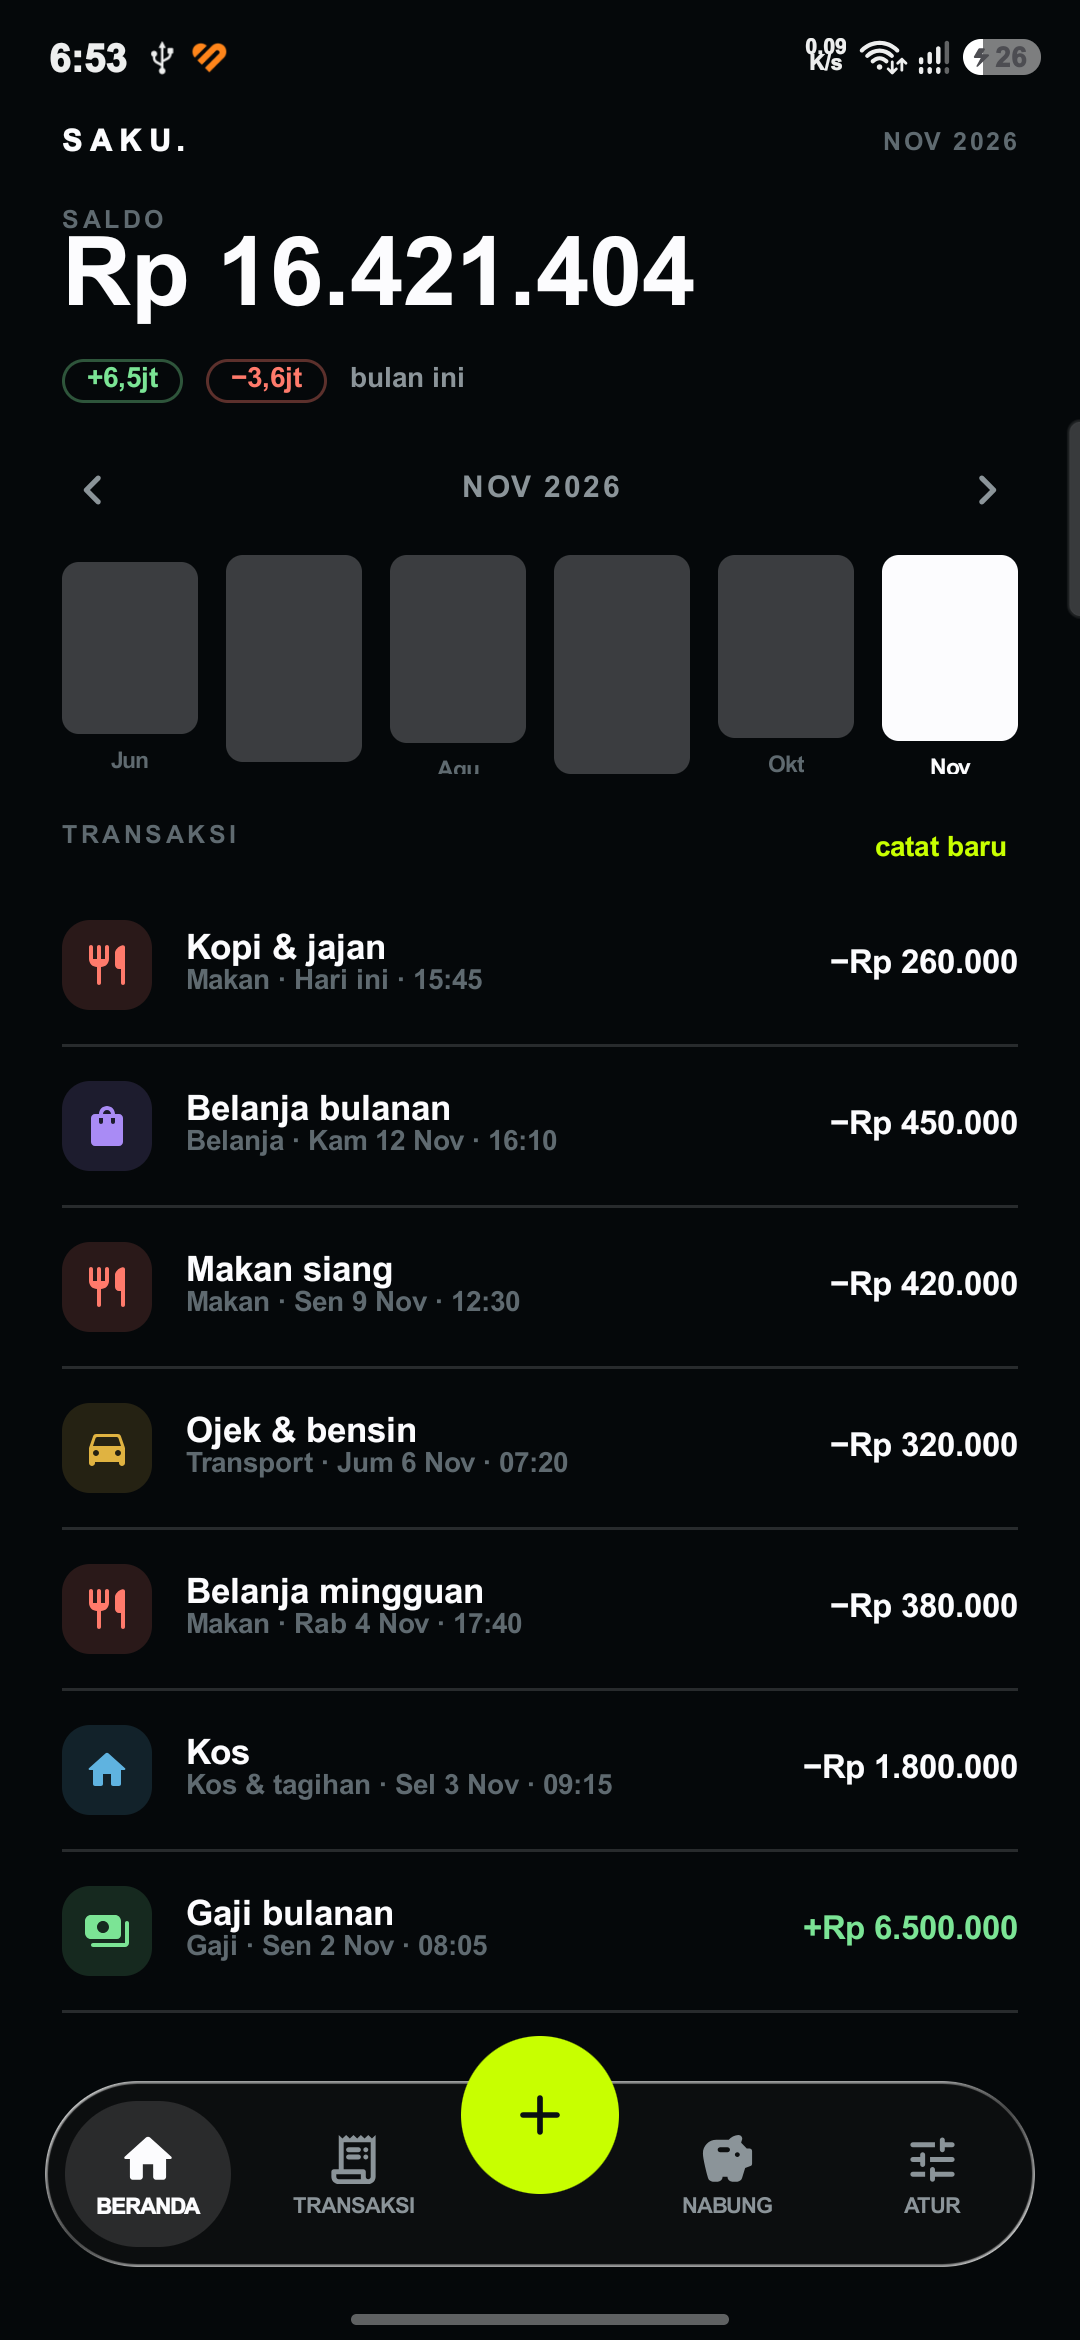 6:53
0.09
K/s
26
SAKU.
NOV 2026
SALDO
Rp 16.421.404
+6,5jt
−3,6jt
bulan ini
NOV 2026
Jun
Agu
Okt
Nov
TRANSAKSI
catat baru
Kopi & jajan
Makan · Hari ini · 15:45
−Rp 260.000
Belanja bulanan
Belanja · Kam 12 Nov · 16:10
−Rp 450.000
Makan siang
Makan · Sen 9 Nov · 12:30
−Rp 420.000
Ojek & bensin
Transport · Jum 6 Nov · 07:20
−Rp 320.000
Belanja mingguan
Makan · Rab 4 Nov · 17:40
−Rp 380.000
Kos
Kos & tagihan · Sel 3 Nov · 09:15
−Rp 1.800.000
Gaji bulanan
Gaji · Sen 2 Nov · 08:05
+Rp 6.500.000
BERANDA
TRANSAKSI
NABUNG
ATUR